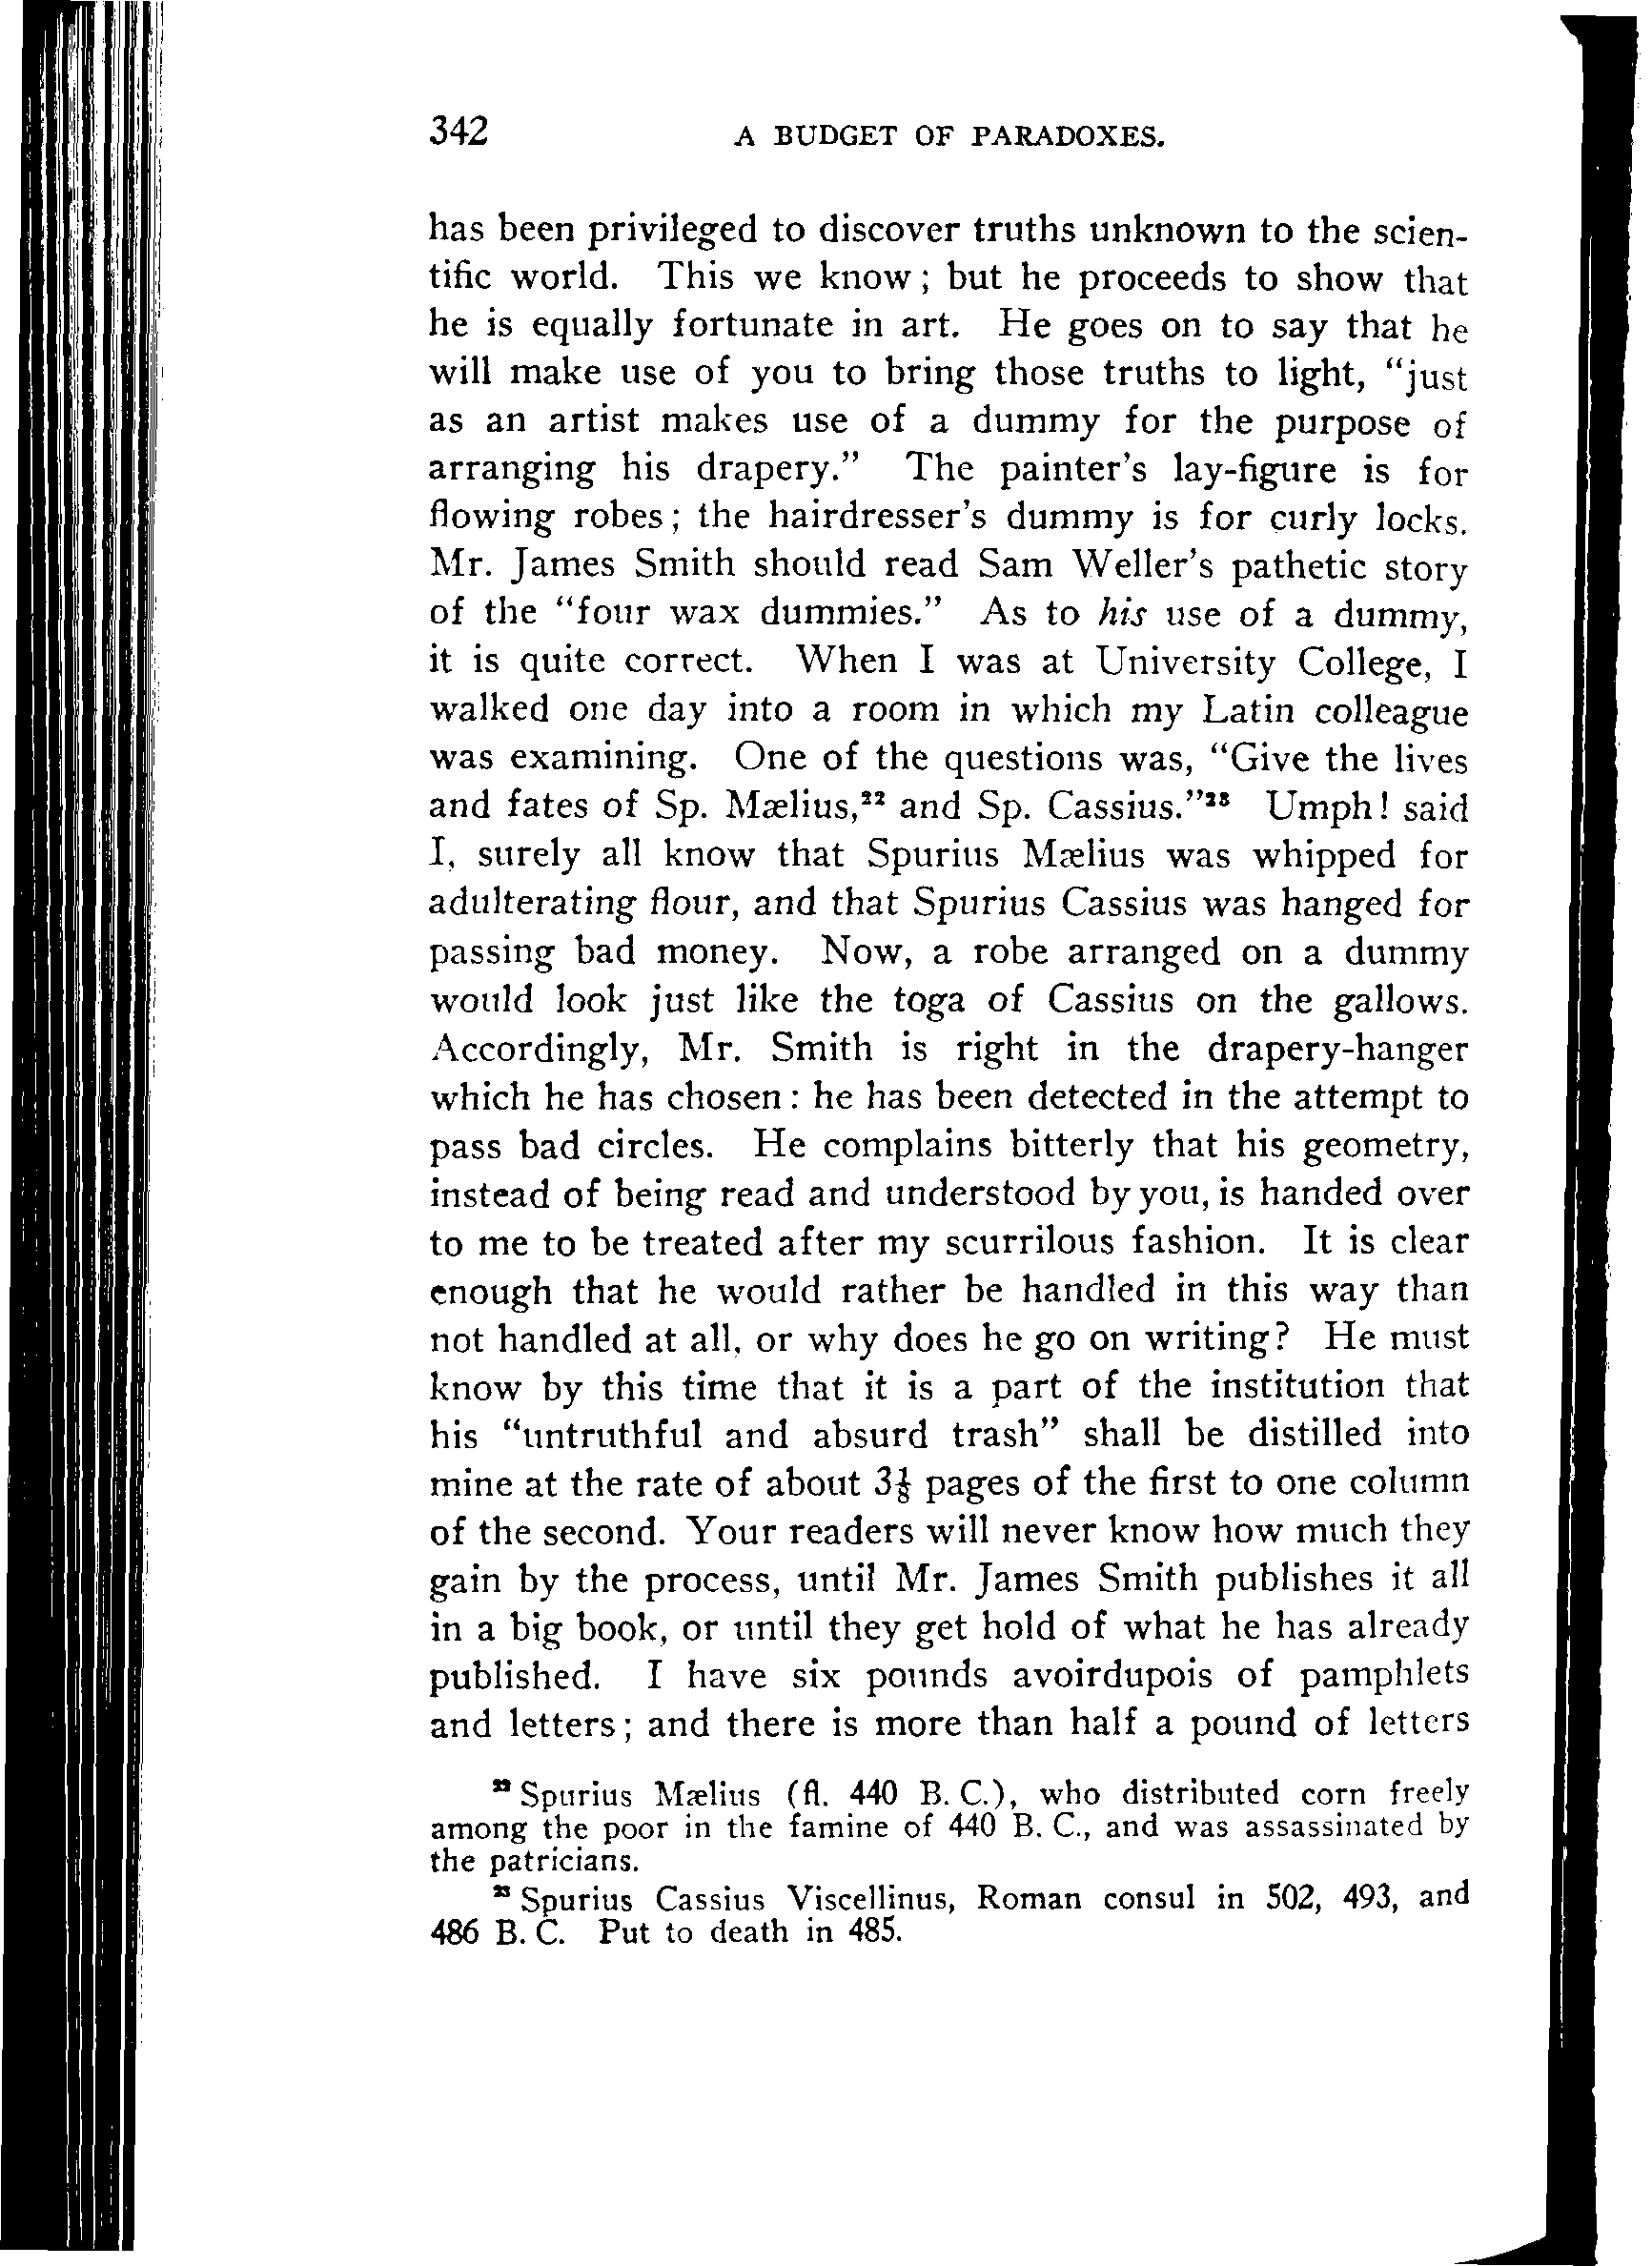 342
A BUDGET OF PARADOXES.
has been privileged to discover truths unknown to the scien-
tific world. This we know; but he proceeds to show that
he is equally fortunate in art. He goes on to say that he
will make use of you to bring those truths to light, “just
as an artist makes use of a dummy for the purpose of
arranging his drapery.” The painter’s lay-figure is for
flowing robes; the hairdresser’s dummy is for curly locks.
Mr. James Smith should read Sam Weller’s pathetic story
of the “four wax dummies.” As to his use of a dummy,
it is quite correct. When I was at University College, I
walked one day into a room in which my Latin colleague
was examining. One of the questions was, “Give the lives
and fates of Sp. Mælius,²² and Sp. Cassius.”²³ Umph! said
I, surely all know that Spurius Mælius was whipped for
adulterating flour, and that Spurius Cassius was hanged for
passing bad money. Now, a robe arranged on a dummy
would look just like the toga of Cassius on the gallows.
Accordingly, Mr. Smith is right in the drapery-hanger
which he has chosen: he has been detected in the attempt to
pass bad circles. He complains bitterly that his geometry,
instead of being read and understood by you, is handed over
to me to be treated after my scurrilous fashion. It is clear
enough that he would rather be handled in this way than
not handled at all, or why does he go on writing? He must
know by this time that it is a part of the institution that
his “untruthful and absurd trash” shall be distilled into
mine at the rate of about 3⅛ pages of the first to one column
of the second. Your readers will never know how much they
gain by the process, until Mr. James Smith publishes it all
in a big book, or until they get hold of what he has already
published. I have six pounds avoirdupois of pamphlets
and letters; and there is more than half a pound of letters
²² Spurius Mælius (fl. 440 B. C.), who distributed corn freely
among the poor in the famine of 440 B. C., and was assassinated by
the patricians.
²³ Spurius Cassius Viscellinus, Roman consul in 502, 493, and
486 B. C. Put to death in 485.